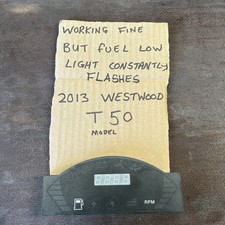 WORKING FINE
BUT FUEL LOW
LIGHT CONSTANTLY
FLASHES
2013 WESTWOOD
T50
MODEL
RPM